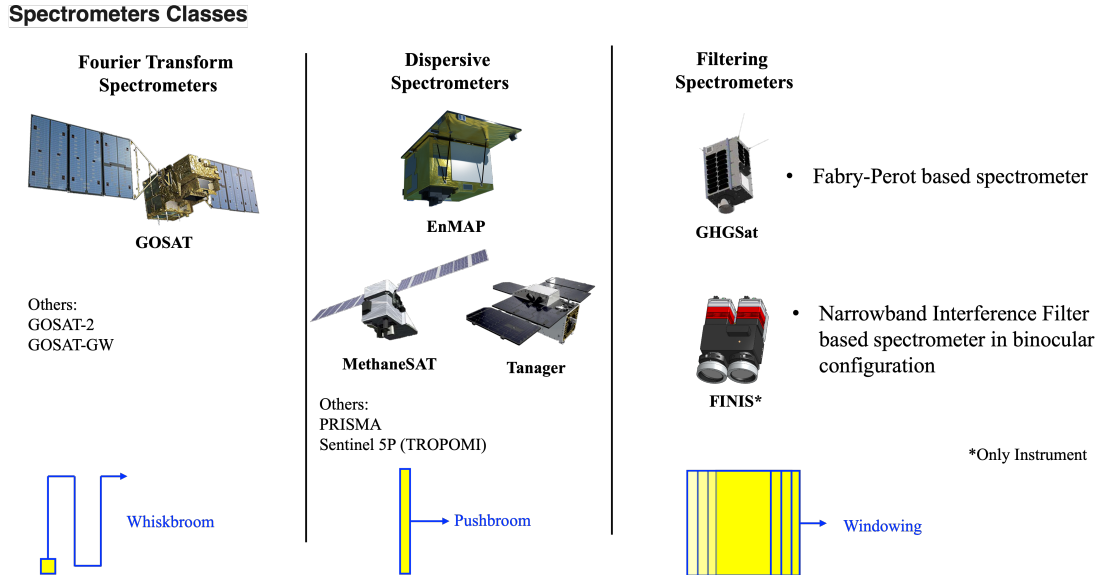 Spectrometers Classes
Fourier Transform
Spectrometers
GOSAT
Others:
GOSAT-2
GOSAT-GW
Whiskbroom
Dispersive
Spectrometers
EnMAP
MethaneSAT
Tanager
Others:
PRISMA
Sentinel 5P (TROPOMI)
Pushbroom
Filtering
Spectrometers
GHGSat
• Fabry-Perot based spectrometer
FINIS*
• Narrowband Interference Filter
based spectrometer in binocular
configuration
*Only Instrument
Windowing